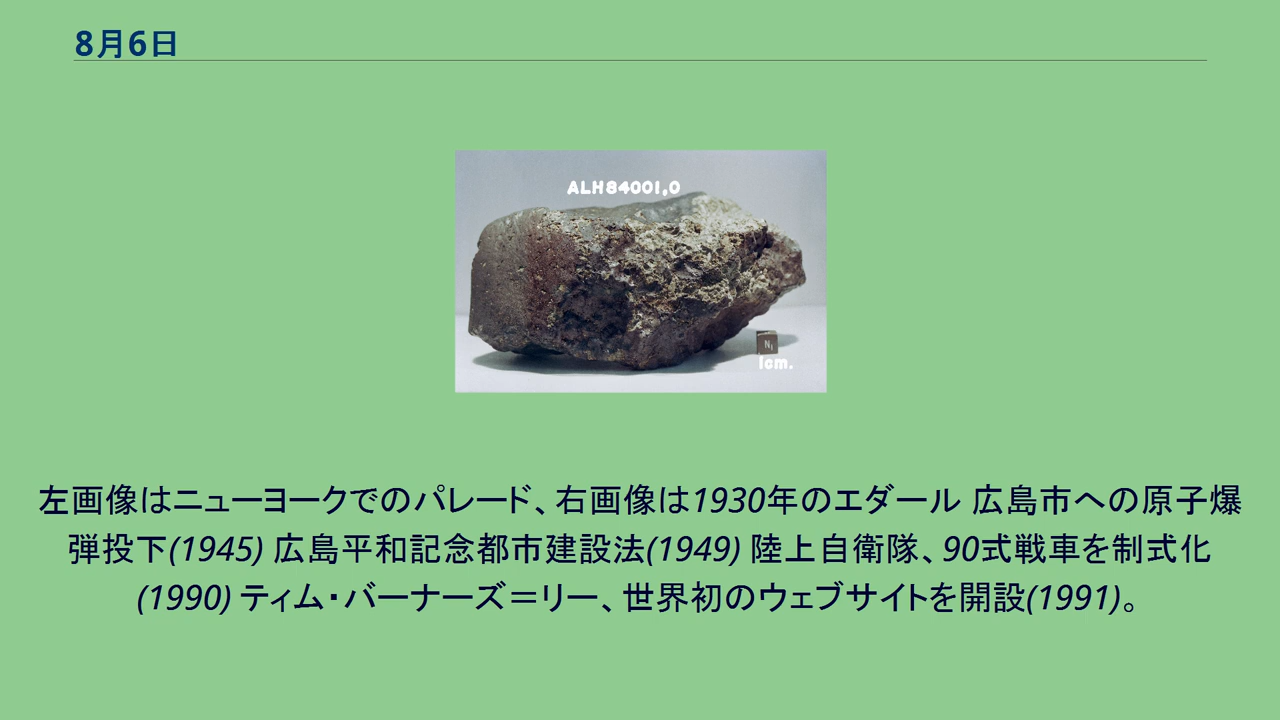 8月6日
ALH84001,0
N1
1cm.
左画像はニューヨークでのパレード、右画像は1930年のエダール 広島市への原子爆
弾投下(1945) 広島平和記念都市建設法(1949) 陸上自衛隊、90式戦車を制式化
(1990) ティム・バーナーズ＝リー、世界初のウェブサイトを開設(1991)。